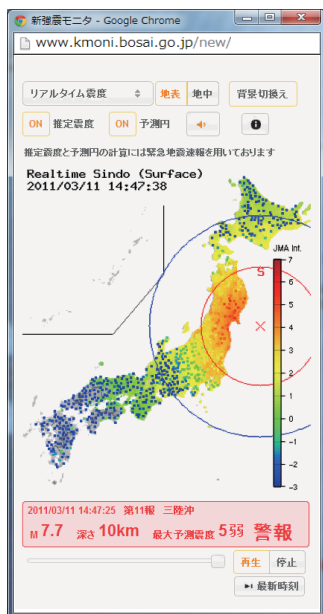 新強震モニタ - Google Chrome
www.kmoni.bosai.go.jp/new/
リアルタイム震度 地表 地中 背景切換え
ON 推定震度 ON 予測円
推定震度と予測円の計算には緊急地震速報を用いております
Realtime Sindo (Surface)
2011/03/11 14:47:38
JMA Int.
7
S
6
5
4
3
2
1
0
-1
-2
-3
2011/03/11 14:47:25 第11報 三陸沖
M 7.7 深さ 10km 最大予測震度 5弱 警報
再生 停止
最新時刻